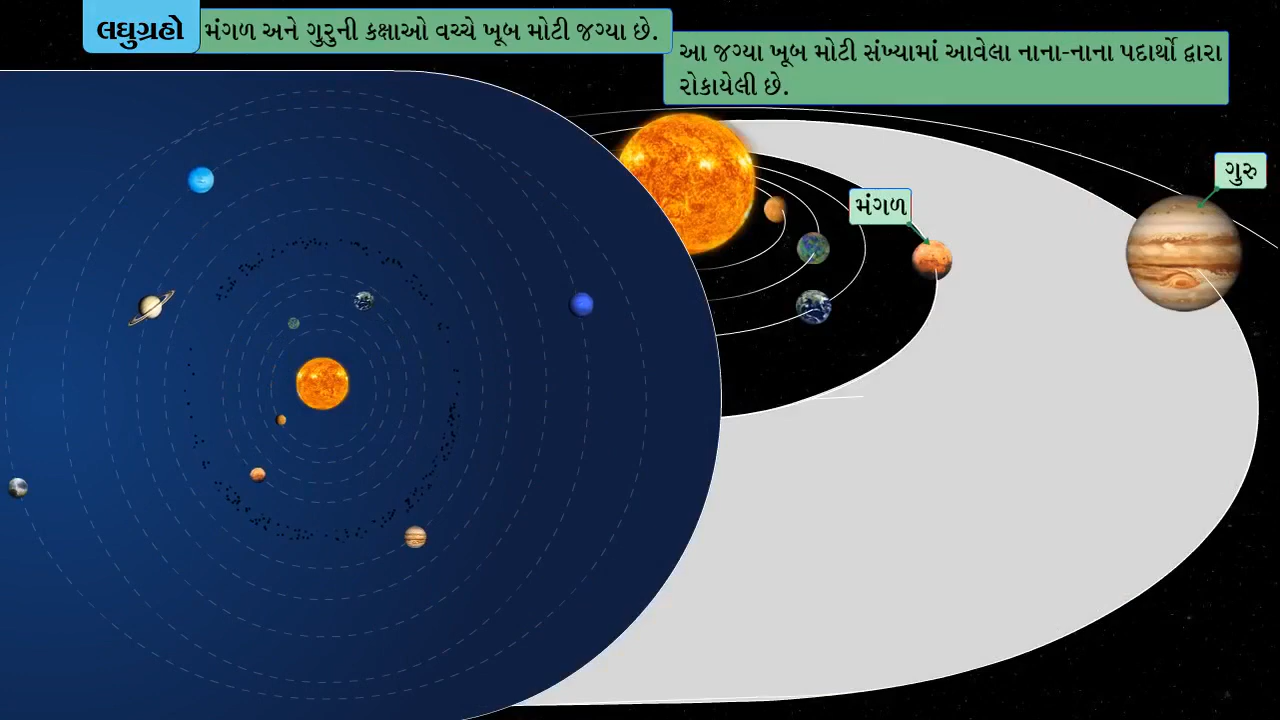 લઘુગ્રહો
મંગળ અને ગુરુની કક્ષાઓ વચ્ચે ખૂબ મોટી જગ્યા છે.
આ જગ્યા ખૂબ મોટી સંખ્યામાં આવેલા નાના-નાના પદાર્થો દ્વારા
રોકાયેલી છે.
ગુરુ
મંગળ